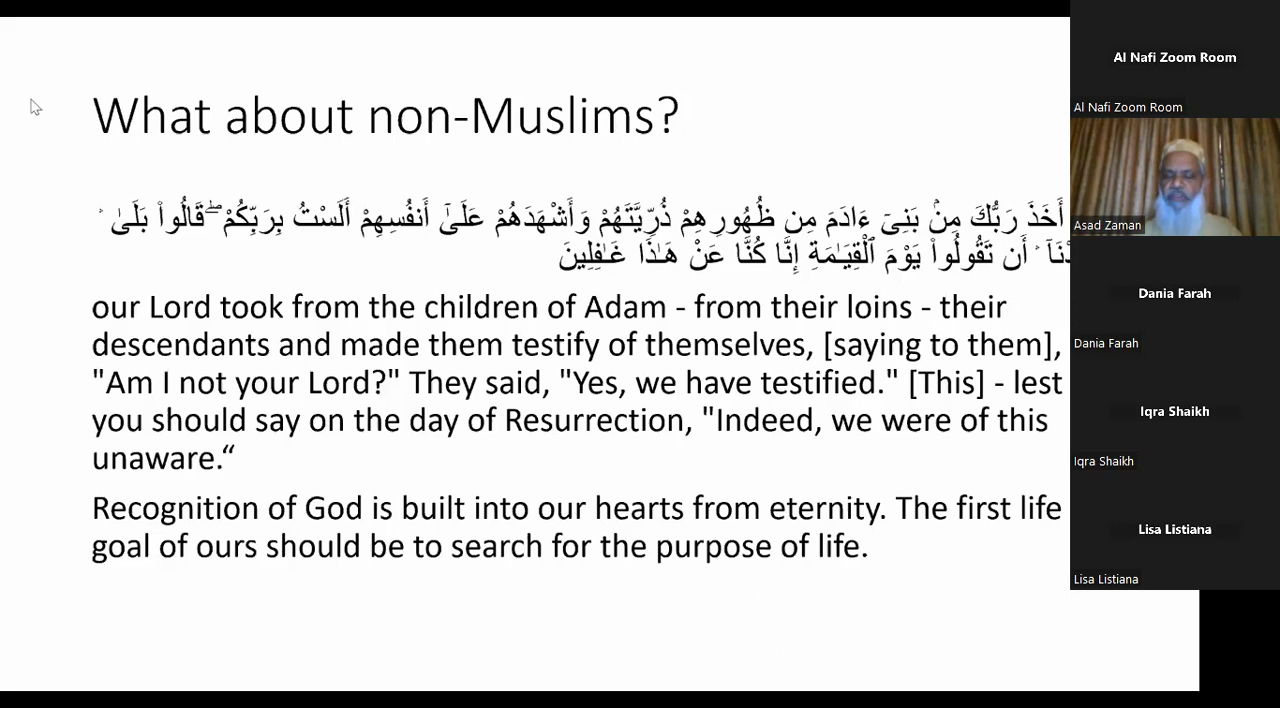 What about non-Muslims?
أَخَذَ رَبُّكَ مِنۢ بَنِىٓ ءَادَمَ مِن ظُهُورِهِمْ ذُرِّيَّتَهُمْ وَأَشْهَدَهُمْ عَلَىٰٓ أَنفُسِهِمْ أَلَسْتُ بِرَبِّكُمْ ۖ قَالُوا۟ بَلَىٰ ۛ
دْنَآ ۛ أَن تَقُولُوا۟ يَوْمَ ٱلْقِيَـٰمَةِ إِنَّا كُنَّا عَنْ هَـٰذَا غَـٰفِلِينَ
our Lord took from the children of Adam - from their loins - their
descendants and made them testify of themselves, [saying to them],
"Am I not your Lord?" They said, "Yes, we have testified." [This] - lest
you should say on the day of Resurrection, "Indeed, we were of this
unaware.“
Recognition of God is built into our hearts from eternity. The first life
goal of ours should be to search for the purpose of life.
Al Nafi Zoom Room
Al Nafi Zoom Room
Asad Zaman
Dania Farah
Dania Farah
Iqra Shaikh
Iqra Shaikh
Lisa Listiana
Lisa Listiana